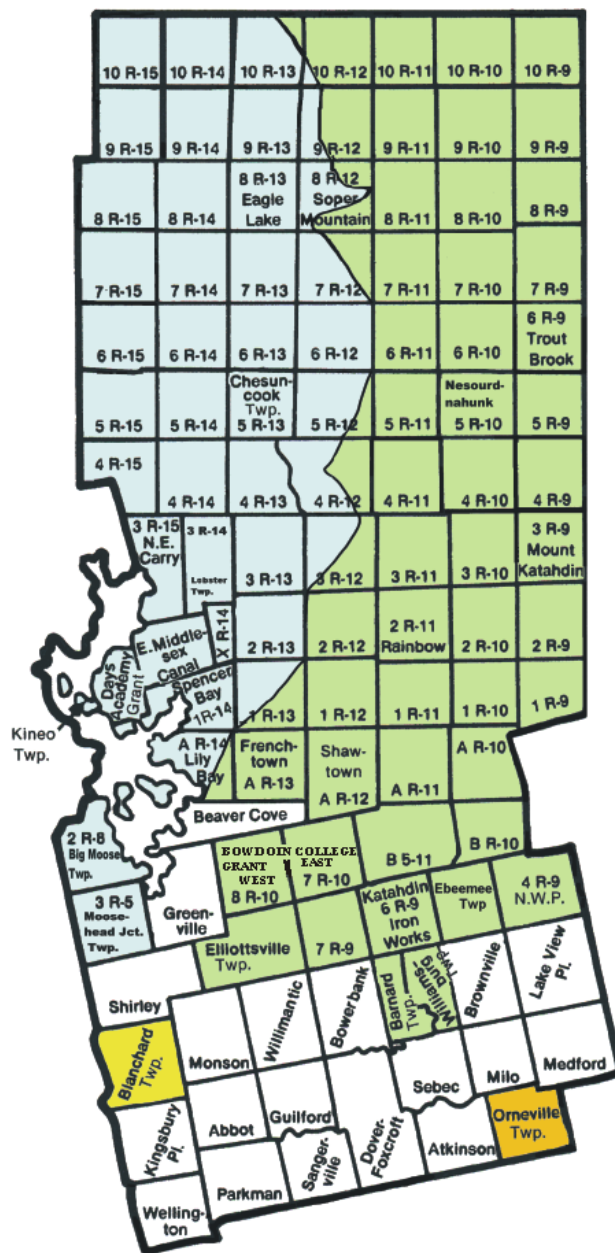 10 R-15
10 R-14
10 R-13
10 R-12
10 R-11
10 R-10
10 R-9
9 R-15
9 R-14
9 R-13
9 R-12
9 R-11
9 R-10
9 R-9
8 R-15
8 R-14
8 R-13
Eagle
Lake
8 R-12
Soper
Mountain
8 R-11
8 R-10
8 R-9
7 R-15
7 R-14
7 R-13
7 R-12
7 R-11
7 R-10
7 R-9
6 R-15
6 R-14
6 R-13
6 R-12
6 R-11
6 R-10
6 R-9
Trout
Brook
5 R-15
5 R-14
Chesun-
cook
Twp.
5 R-13
5 R-12
5 R-11
Nesourd-
nahunk
5 R-10
5 R-9
4 R-15
4 R-14
4 R-13
4 R-12
4 R-11
4 R-10
4 R-9
3 R-15
N.E.
Carry
3 R-14
Lobster
Twp.
3 R-13
3 R-12
3 R-11
3 R-10
3 R-9
Mount
Katahdin
E. Middle-
sex
Canal
X R-14
2 R-13
2 R-12
2 R-11
Rainbow
2 R-10
2 R-9
Days
Academy
Grant
Kineo
Twp.
Spencer
Bay
1R-14
1 R-13
1 R-12
1 R-11
1 R-10
1 R-9
A R-14
Lily
Bay
French-
town
A R-13
Shaw-
town
A R-12
A R-11
A R-10
Beaver Cove
2 R-8
Big Moose
Twp.
BOWDOIN COLLEGE
GRANT
WEST
8 R-10
EAST
7 R-10
B 5-11
B R-10
3 R-5
Moose-
head Jct.
Twp.
Green-
ville
Elliottsville
Twp.
7 R-9
Katahdin
6 R-9
Iron
Works
Ebeemee
Twp
4 R-9
N.W.P.
Shirley
Willimantic
Bowerbank
Barnard
Twp.
Williams-
burg
Twp.
Brownville
Lake View
Pl.
Blanchard
Twp.
Monson
Sebec
Milo
Medford
Kingsbury
Pl.
Abbot
Guilford
Dover-
Foxcroft
Atkinson
Orneville
Twp.
Sanger-
ville
Parkman
Welling-
ton